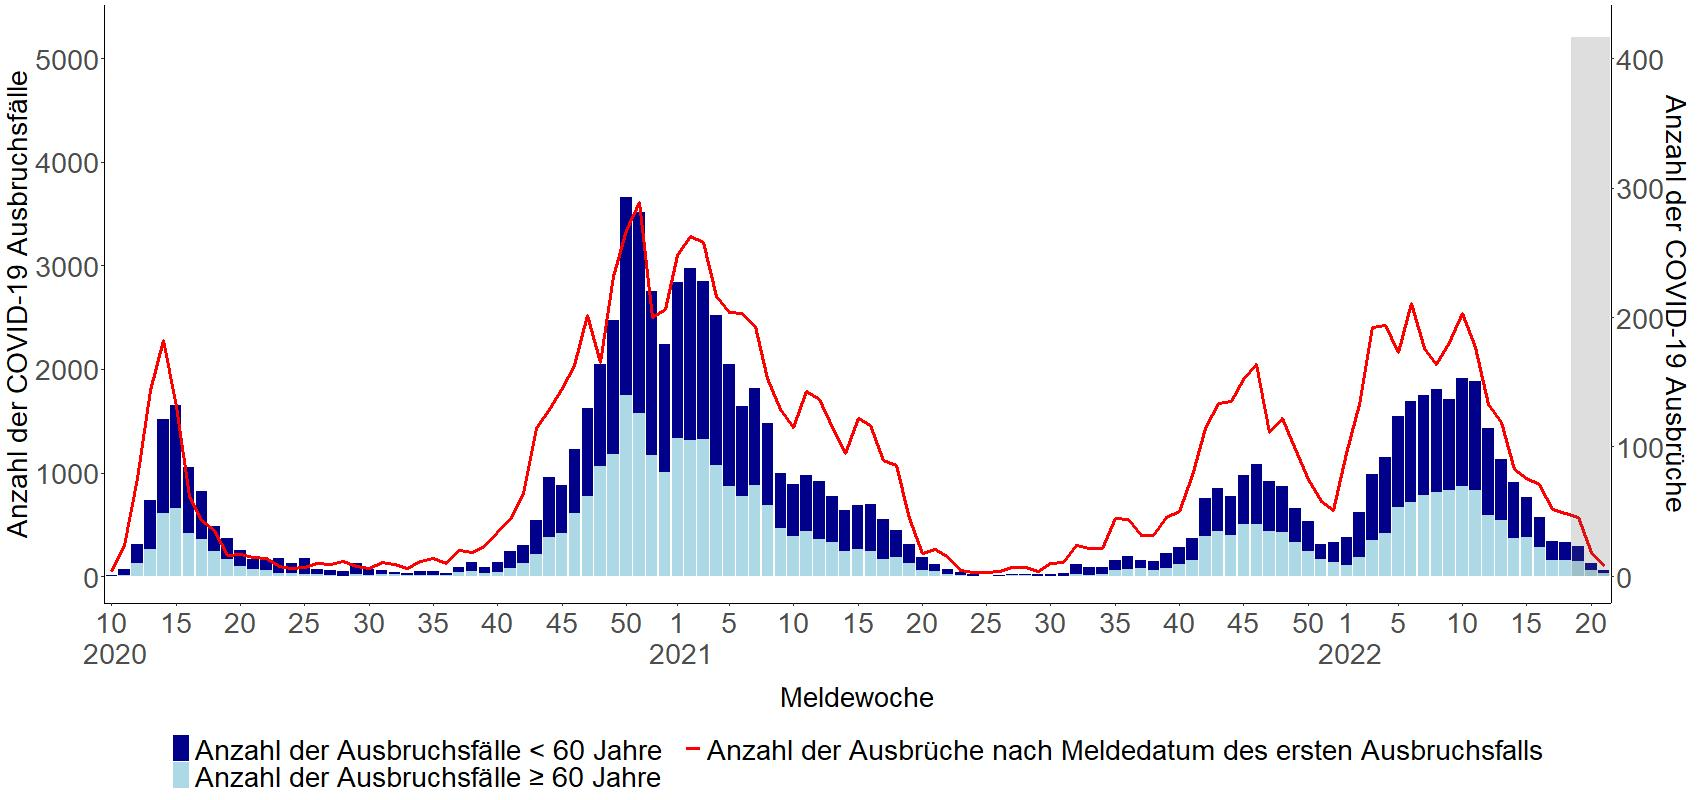 Anzahl der COVID-19 Ausbruchsfälle
5000
4000
3000
2000
1000
0
400
300
200
100
0
Anzahl der COVID-19 Ausbrüche
10 15 20 25 30 35 40 45 50 1 5 10 15 20 25 30 35 40 45 50 1 5 10 15 20
2020 2021 2022
Meldewoche
Anzahl der Ausbruchsfälle < 60 Jahre
Anzahl der Ausbrüche nach Meldedatum des ersten Ausbruchsfalls
Anzahl der Ausbruchsfälle ≥ 60 Jahre